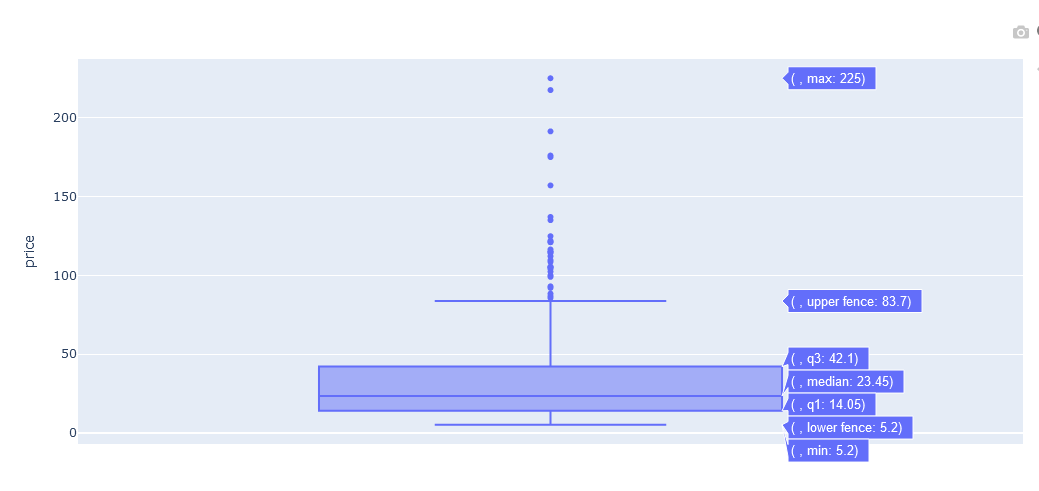 ( , max: 225)
200
150
price
100
( , upper fence: 83.7)
50
( , q3: 42.1)
( , median: 23.45)
( , q1: 14.05)
( , lower fence: 5.2)
0
( , min: 5.2)